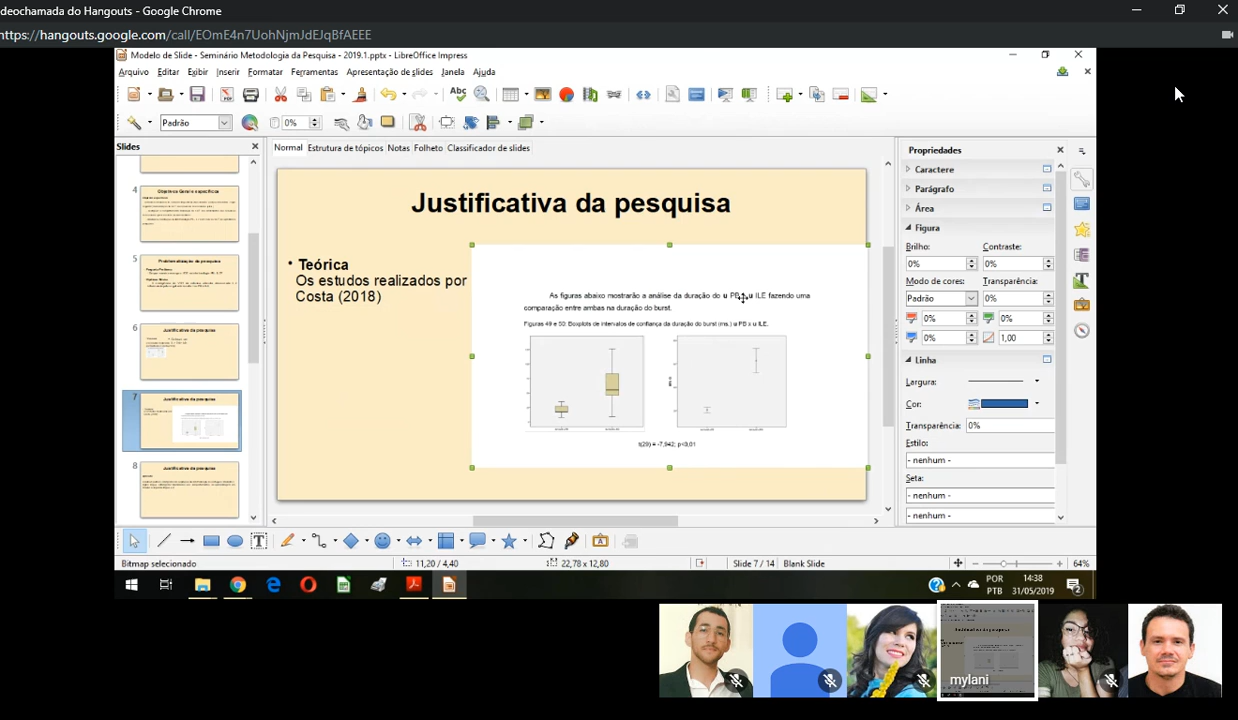 deochamada do Hangouts - Google Chrome
https://hangouts.google.com/call/EOmE4n7UohNjmJdEJqBfAEEE
Modelo de Slide - Seminário Metodologia da Pesquisa - 2019.1.pptx - LibreOffice Impress
Arquivo Editar Exibir Inserir Formatar Ferramentas Apresentação de slides Janela Ajuda
Padrão 0%
Slides
Normal Estrutura de tópicos Notas Folheto Classificador de slides
Propriedades
Caractere
Parágrafo
Área
Figura
Brilho: Contraste:
0% 0%
Modo de cores: Transparência:
Padrão 0%
0% 0%
0% 1,00
Linha
Largura:
Cor:
Transparência: 0%
Estilo:
- nenhum -
Seta:
- nenhum -
- nenhum -
4 Objetivos Geral e específicos
5 Problematização da pesquisa
6 Justificativa da pesquisa
7 Justificativa da pesquisa
8 Justificativa da pesquisa
Justificativa da pesquisa
• Teórica
Os estudos realizados por
Costa (2018)
As figuras abaixo mostrarão a análise da duração do u PB x u ILE fazendo uma
comparação entre ambas na duração do burst.
Figuras 49 e 50: Boxplots de intervalos de confiança da duração do burst (ms.) u PB x u ILE.
t(29) = -7,942; p<0,01
Bitmap selecionado 11,20 / 4,40 22,78 x 12,80 Slide 7 / 14 Blank Slide 64%
POR
PTB
14:38
31/05/2019
2
mylani